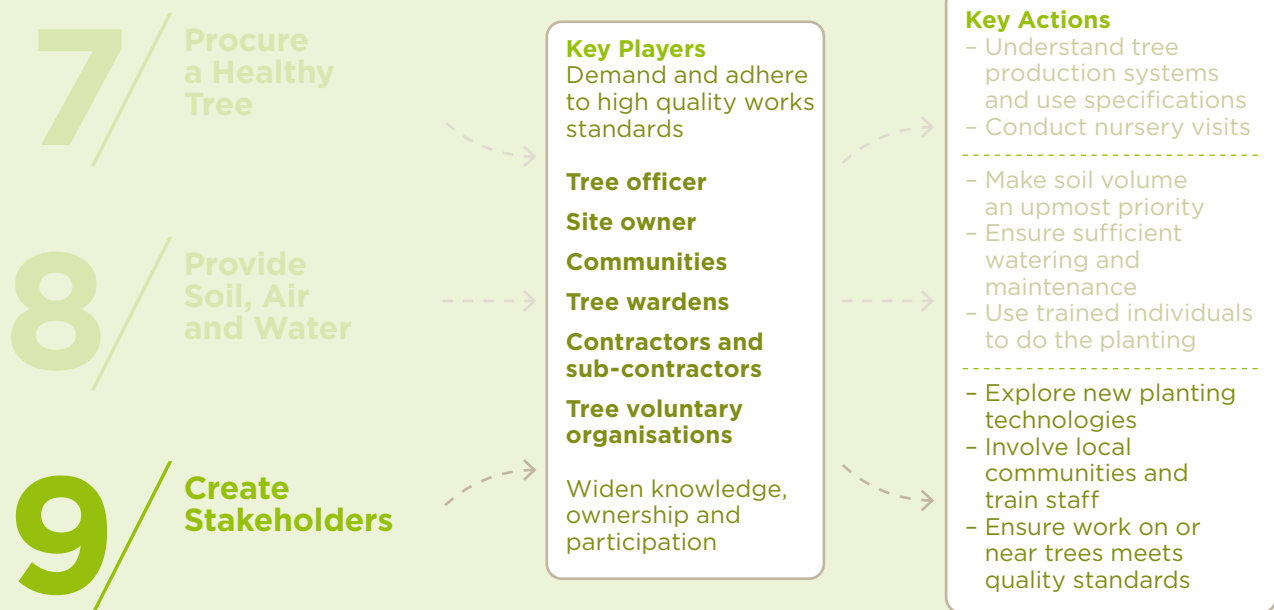 7
Procure
a Healthy
Tree
8
Provide
Soil, Air
and Water
9
Create
Stakeholders
Key Players
Demand and adhere
to high quality works
standards
Tree officer
Site owner
Communities
Tree wardens
Contractors and
sub-contractors
Tree voluntary
organisations
Widen knowledge,
ownership and
participation
Key Actions
– Understand tree
production systems
and use specifications
– Conduct nursery visits
– Make soil volume
an upmost priority
– Ensure sufficient
watering and
maintenance
– Use trained individuals
to do the planting
– Explore new planting
technologies
– Involve local
communities and
train staff
– Ensure work on or
near trees meets
quality standards